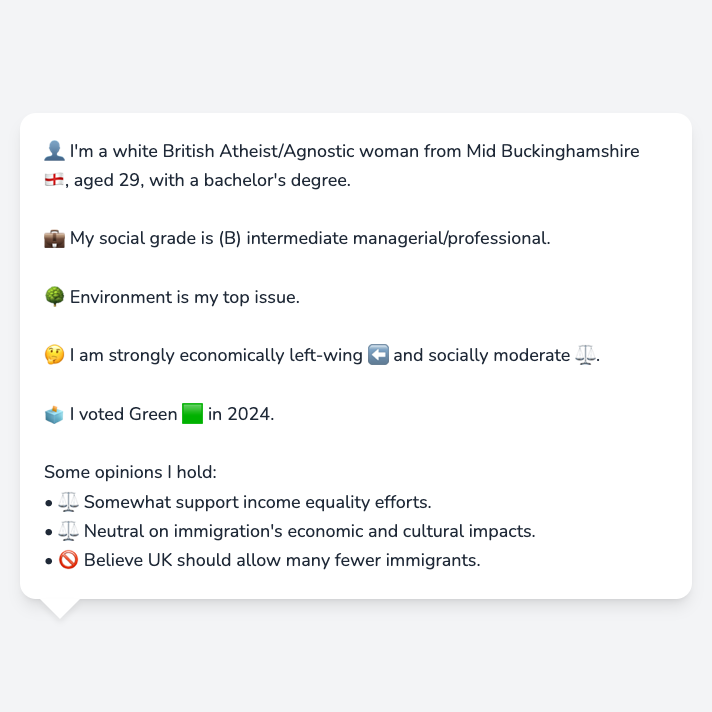 👤 I'm a white British Atheist/Agnostic woman from Mid Buckinghamshire
🏴󠁧󠁢󠁥󠁮󠁧󠁿, aged 29, with a bachelor's degree.
💼 My social grade is (B) intermediate managerial/professional.
🌳 Environment is my top issue.
🤔 I am strongly economically left-wing ⬅️ and socially moderate ⚖️.
🗳️ I voted Green 🟩 in 2024.
Some opinions I hold:
• ⚖️ Somewhat support income equality efforts.
• ⚖️ Neutral on immigration's economic and cultural impacts.
• 🚫 Believe UK should allow many fewer immigrants.